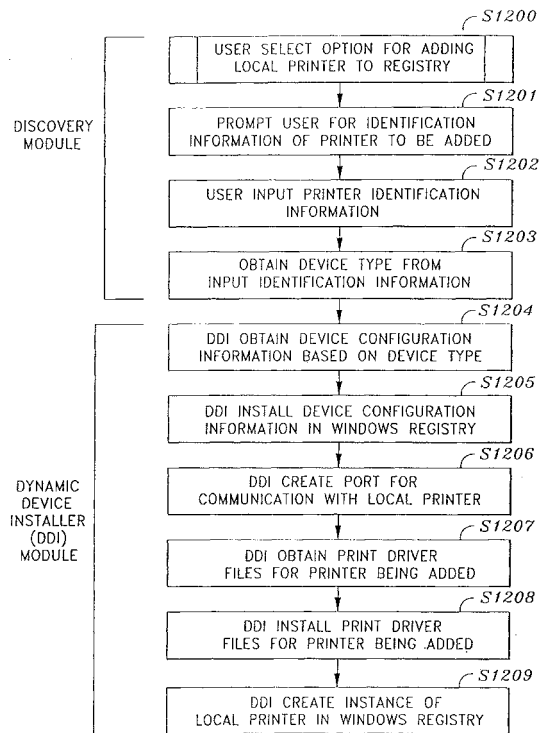 S1200
USER SELECT OPTION FOR ADDING
LOCAL PRINTER TO REGISTRY
S1201
PROMPT USER FOR IDENTIFICATION
INFORMATION OF PRINTER TO BE ADDED
S1202
USER INPUT PRINTER IDENTIFICATION
INFORMATION
S1203
OBTAIN DEVICE TYPE FROM
INPUT IDENTIFICATION INFORMATION
DISCOVERY
MODULE
S1204
DDI OBTAIN DEVICE CONFIGURATION
INFORMATION BASED ON DEVICE TYPE
S1205
DDI INSTALL DEVICE CONFIGURATION
INFORMATION IN WINDOWS REGISTRY
S1206
DDI CREATE PORT FOR
COMMUNICATION WITH LOCAL PRINTER
S1207
DDI OBTAIN PRINT DRIVER
FILES FOR PRINTER BEING ADDED
S1208
DDI INSTALL PRINT DRIVER
FILES FOR PRINTER BEING ADDED
S1209
DDI CREATE INSTANCE OF
LOCAL PRINTER IN WINDOWS REGISTRY
DYNAMIC
DEVICE
INSTALLER
(DDI)
MODULE